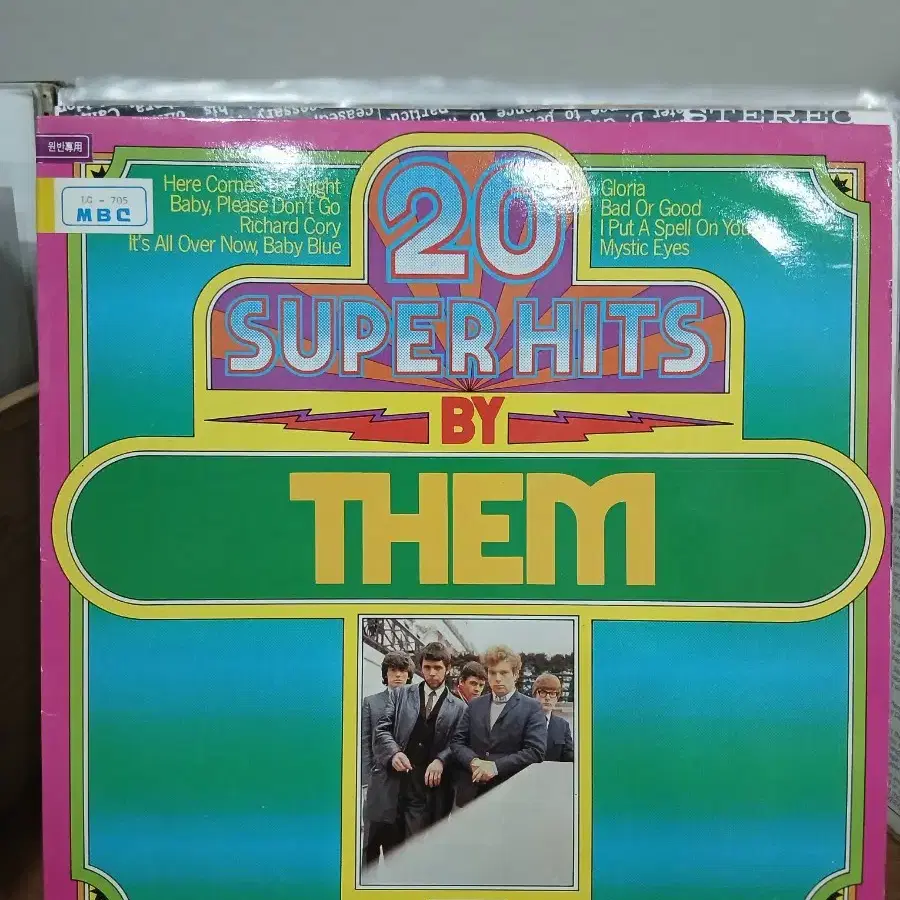 STEREO
원반專用
LC - 705
MBC
Here Comes The Night
Baby, Please Don't Go
Richard Cory
It's All Over Now, Baby Blue
Gloria
Bad Or Good
I Put A Spell On You
Mystic Eyes
20
SUPER HITS
BY
THEM